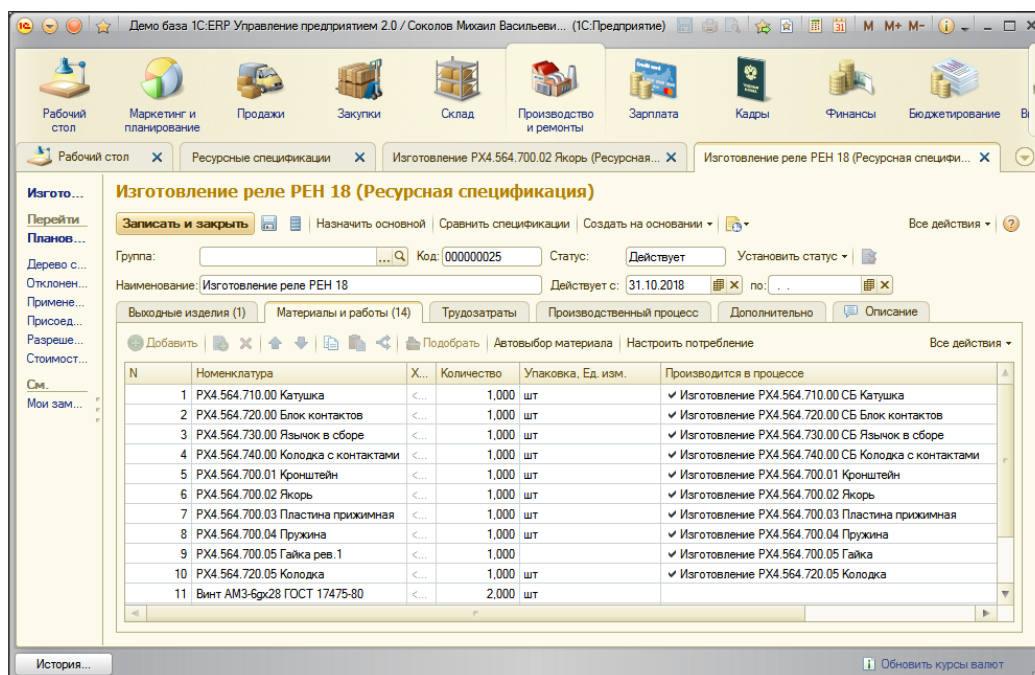 Демо база 1С:ERP Управление предприятием 2.0 / Соколов Михаил Васильеви... (1С:Предприятие) M M+ M-
Рабочий стол
Маркетинг и планирование
Продажи
Закупки
Склад
Производство и ремонты
Зарплата
Кадры
Финансы
Бюджетирование
Рабочий стол
Ресурсные спецификации
Изготовление РХ4.564.700.02 Якорь (Ресурсная...
Изготовление реле РЕН 18 (Ресурсная специфи...
Изгото...
Перейти
Планов...
Дерево с...
Отклонен...
Примене...
Присоед...
Разреше...
Стоимост...
См.
Мои зам...
Изготовление реле РЕН 18 (Ресурсная спецификация)
Записать и закрыть Назначить основной Сравнить спецификации Создать на основании Все действия
Группа: ... Код: 000000025 Статус: Действует Установить статус
Наименование: Изготовление реле РЕН 18 Действует с: 31.10.2018 по: . .
Выходные изделия (1) Материалы и работы (14) Трудозатраты Производственный процесс Дополнительно Описание
Добавить Подобрать Автовыбор материала Настроить потребление Все действия
N Номенклатура Х... Количество Упаковка, Ед. изм. Производится в процессе
1 РХ4.564.710.00 Катушка <... 1,000 шт ✔ Изготовление РХ4.564.710.00 СБ Катушка
2 РХ4.564.720.00 Блок контактов <... 1,000 шт ✔ Изготовление РХ4.564.720.00 СБ Блок контактов
3 РХ4.564.730.00 Язычок в сборе <... 1,000 шт ✔ Изготовление РХ4.564.730.00 СБ Язычок в сборе
4 РХ4.564.740.00 Колодка с контактами <... 1,000 шт ✔ Изготовление РХ4.564.740.00 СБ Колодка с контактами
5 РХ4.564.700.01 Кронштейн <... 1,000 шт ✔ Изготовление РХ4.564.700.01 Кронштейн
6 РХ4.564.700.02 Якорь <... 1,000 шт ✔ Изготовление РХ4.564.700.02 Якорь
7 РХ4.564.700.03 Пластина прижимная <... 1,000 шт ✔ Изготовление РХ4.564.700.03 Пластина прижимная
8 РХ4.564.700.04 Пружина <... 1,000 шт ✔ Изготовление РХ4.564.700.04 Пружина
9 РХ4.564.700.05 Гайка рев.1 <... 1,000 ✔ Изготовление РХ4.564.700.05 Гайка
10 РХ4.564.720.05 Колодка <... 1,000 шт ✔ Изготовление РХ4.564.720.05 Колодка
11 Винт АМ3-6gх28 ГОСТ 17475-80 <... 2,000 шт
История...
Обновить курсы валют